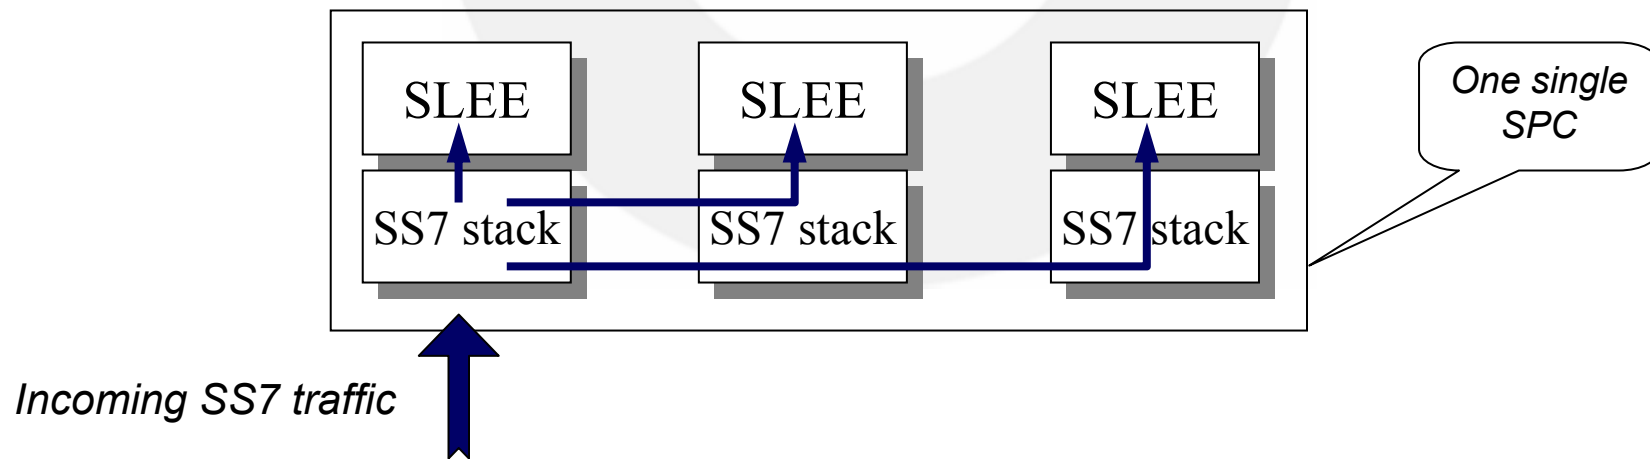 SLEE SLEE SLEE
One single
SPC
SS7 stack SS7 stack SS7 stack
Incoming SS7 traffic